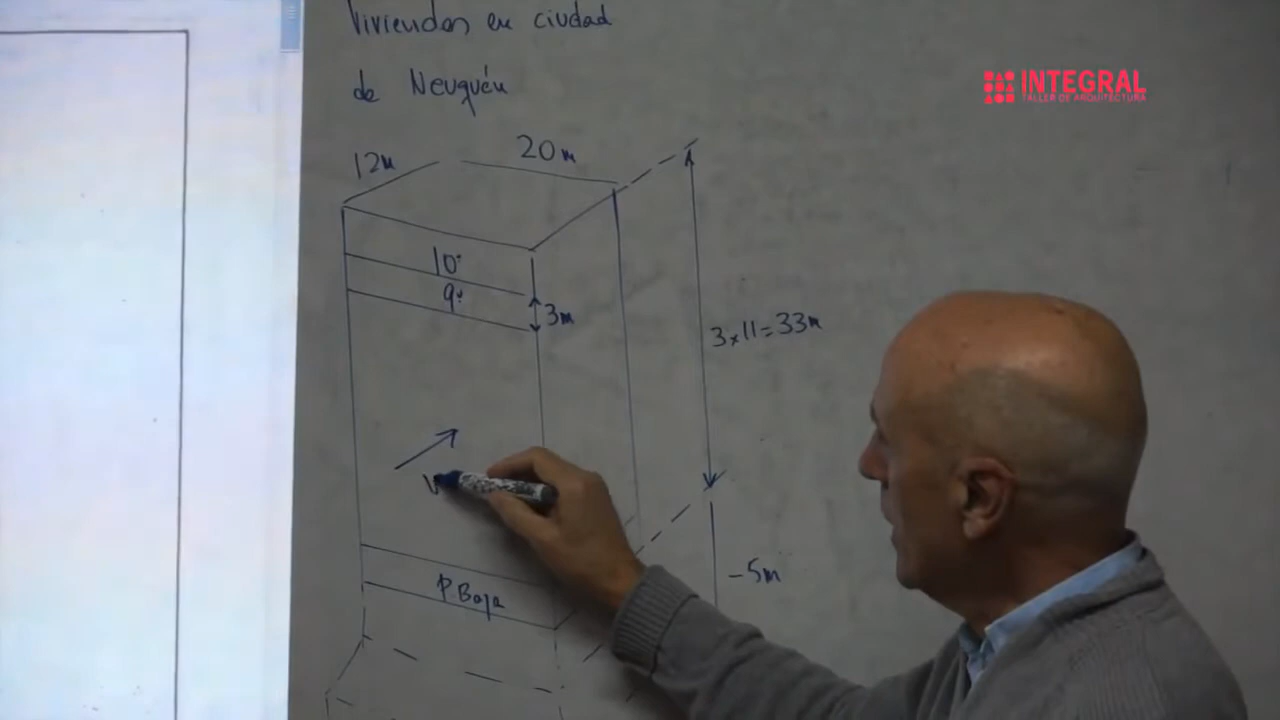 Viviendas en ciudad
de Neuquén
INTEGRAL
TALLER DE ARQUITECTURA
12m
20m
10°
9°
3m
3x11=33m
V
-5m
P.Baja